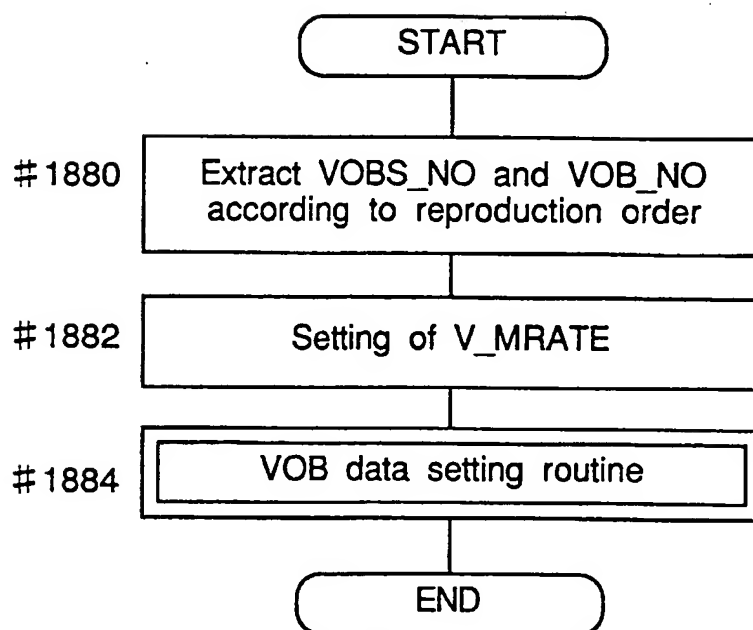 START
#1880
Extract VOBS_NO and VOB_NO
according to reproduction order
#1882
Setting of V_MRATE
#1884
VOB data setting routine
END